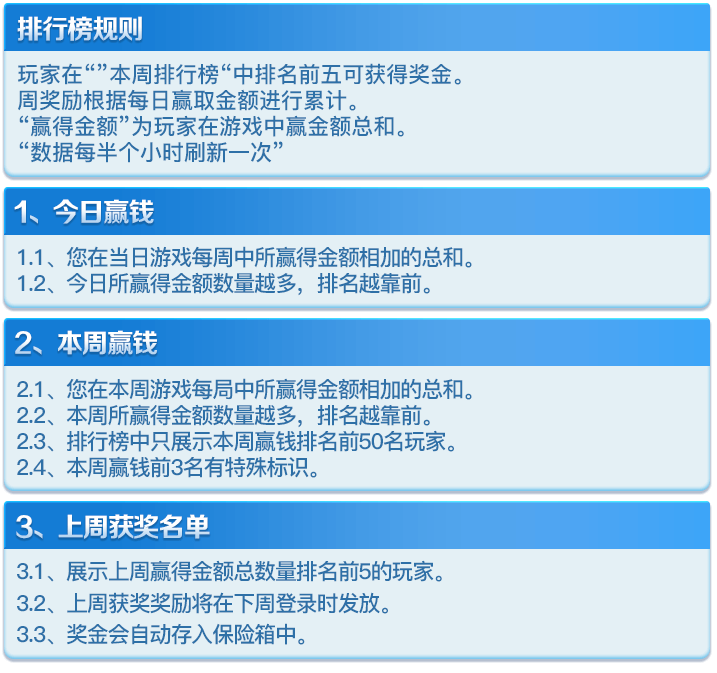 排行榜规则
玩家在“”本周排行榜“中排名前五可获得奖金。
周奖励根据每日赢取金额进行累计。
“赢得金额”为玩家在游戏中赢金额总和。
“数据每半个小时刷新一次”
1、今日赢钱
1.1、您在当日游戏每周中所赢得金额相加的总和。
1.2、今日所赢得金额数量越多，排名越靠前。
2、本周赢钱
2.1、您在本周游戏每局中所赢得金额相加的总和。
2.2、本周所赢得金额数量越多，排名越靠前。
2.3、排行榜中只展示本周赢钱排名前50名玩家。
2.4、本周赢钱前3名有特殊标识。
3、上周获奖名单
3.1、展示上周赢得金额总数量排名前5的玩家。
3.2、上周获奖奖励将在下周登录时发放。
3.3、奖金会自动存入保险箱中。